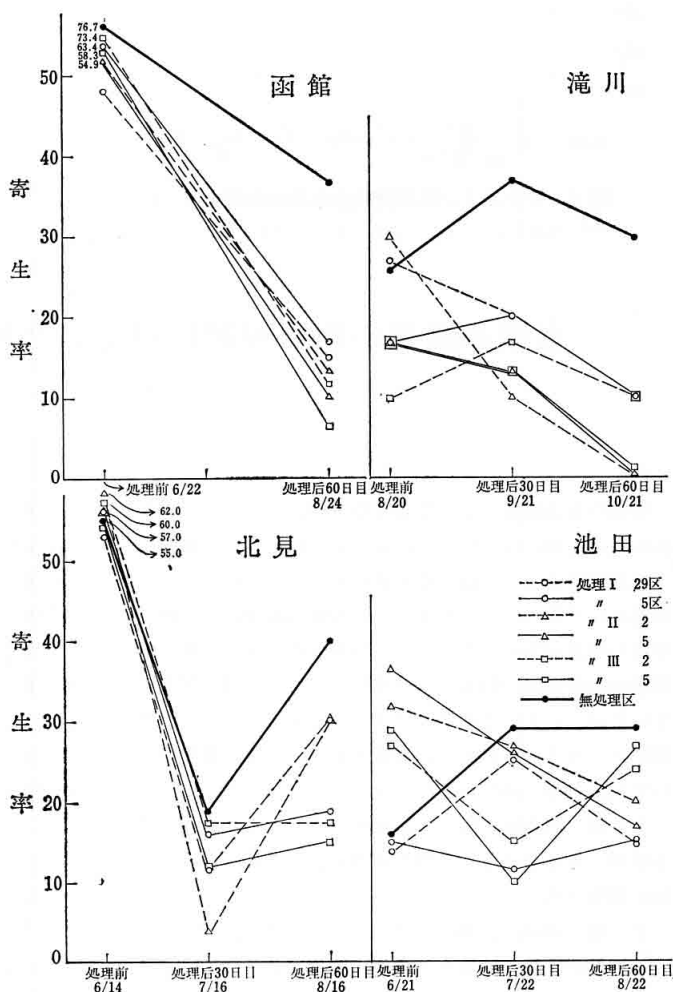 函館
76.7
73.4
63.4
58.3
54.9
50
40
30
20
10
0
寄生率
処理前 6/22
処理后60日目
8/24
滝川
処理前
8/20
処理后30日目
9/21
処理后60日目
10/21
北見
62.0
60.0
57.0
55.0
50
40
30
20
10
0
寄生率
処理前
6/14
処理后30日目
7/16
処理后60日目
8/16
池田
処理 I 29区
〃 5区
〃 II 2
〃 5
〃 III 2
〃 5
無処理区
処理前
6/21
処理后30日目
7/22
処理后60日目
8/22